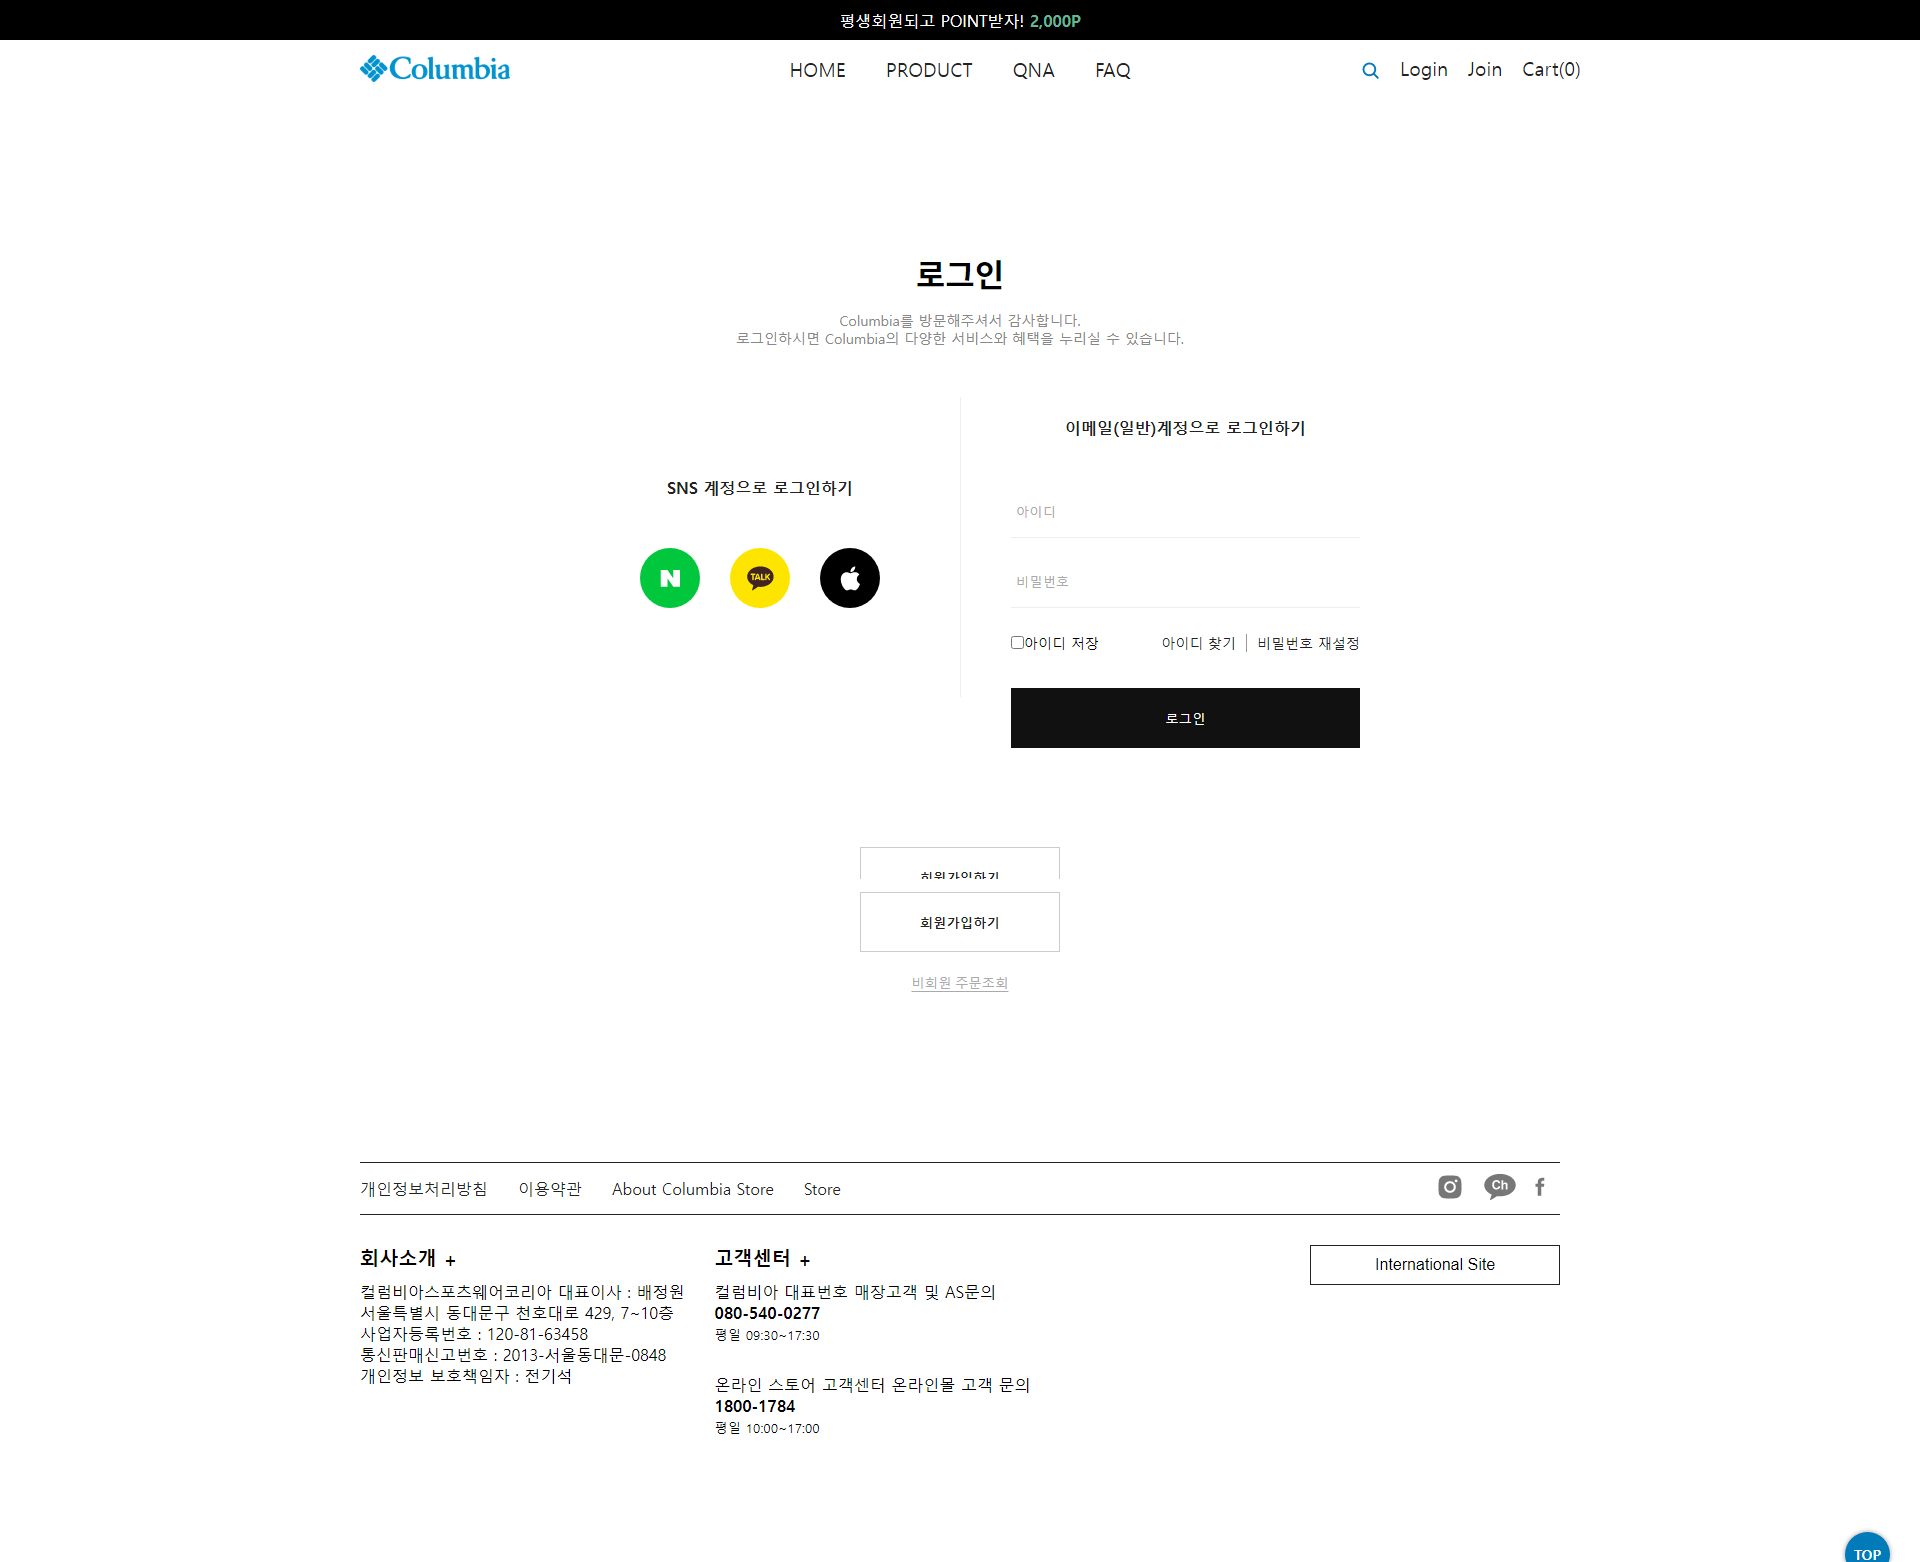 평생회원되고 POINT받자! 2,000P
Columbia
HOME PRODUCT QNA FAQ
Login Join Cart(0)
로그인
Columbia를 방문해주셔서 감사합니다.
로그인하시면 Columbia의 다양한 서비스와 혜택을 누리실 수 있습니다.
SNS 계정으로 로그인하기
N
TALK
이메일(일반)계정으로 로그인하기
아이디
비밀번호
아이디 저장
아이디 찾기
비밀번호 재설정
로그인
회원가입하기
회원가입하기
비회원 주문조회
개인정보처리방침 이용약관 About Columbia Store Store
Ch
회사소개 +
컬럼비아스포츠웨어코리아 대표이사 : 배정원
서울특별시 동대문구 천호대로 429, 7~10층
사업자등록번호 : 120-81-63458
통신판매신고번호 : 2013-서울동대문-0848
개인정보 보호책임자 : 전기석
고객센터 +
컬럼비아 대표번호 매장고객 및 AS문의
080-540-0277
평일 09:30~17:30
온라인 스토어 고객센터 온라인몰 고객 문의
1800-1784
평일 10:00~17:00
International Site
TOP